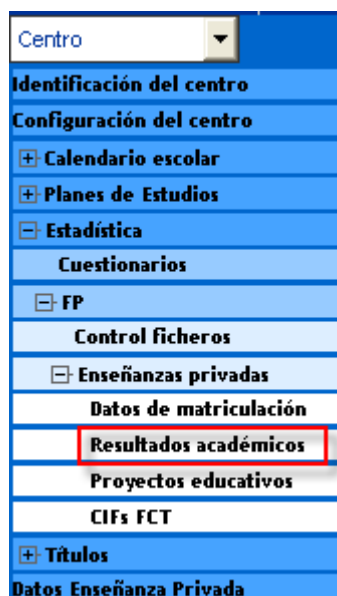 Centro
Identificación del centro
Configuración del centro
Calendario escolar
Planes de Estudios
Estadística
Cuestionarios
FP
Control ficheros
Enseñanzas privadas
Datos de matriculación
Resultados académicos
Proyectos educativos
CIFs FCT
Títulos
Datos Enseñanza Privada